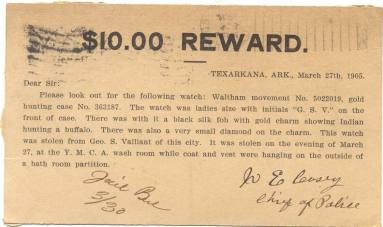 $10.00 REWARD.
TEXARKANA, ARK., March 27th, 1905.
Dear Sir:
Please look out for the following watch: Waltham movement No. 5022019, gold
hunting case No. 363187. The watch was ladies size with initials "G. S. V." on the
front of case. There was with it a black silk fob with gold charm showing Indian
hunting a buffalo. There was also a very small diamond on the charm. This watch
was stolen from Geo. S. Valliant of this city. It was stolen on the evening of March
27, at the Y. M. C. A. wash room while coat and vest were hanging on the outside of
a bath room partition.
W E
Chief of Police
3/30